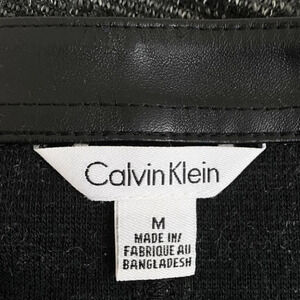 Calvin Klein
M
MADE IN/
FABRIQUE AU
BANGLADESH